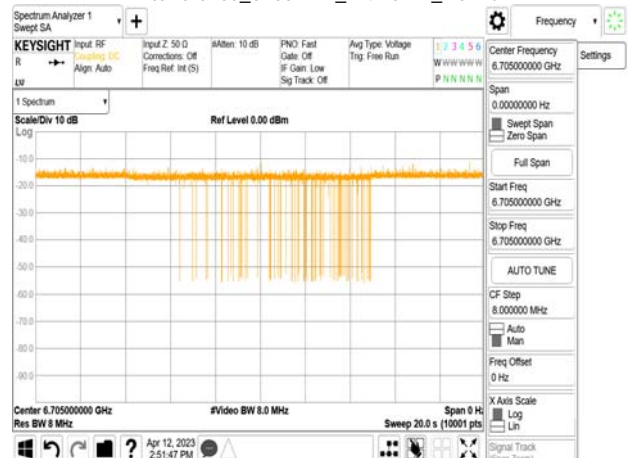 Spectrum Analyzer 1
Swept SA
Frequency
KEYSIGHT
Input: RF
Coupling: DC
Align: Auto
Input Z: 50 Ω
Corrections: Off
Freq Ref: Int (S)
#Atten: 10 dB
PNO: Fast
Gate: Off
IF Gain: Low
Sig Track: Off
Avg Type: Voltage
Trig: Free Run
1 2 3 4 5 6
W W W W W W
P N N N N N
R
LXI
Center Frequency
6.705000000 GHz
Settings
Span
0.00000000 Hz
Swept Span
Zero Span
Full Span
Start Freq
6.705000000 GHz
Stop Freq
6.705000000 GHz
AUTO TUNE
CF Step
8.000000 MHz
Auto
Man
Freq Offset
0 Hz
X Axis Scale
Log
Lin
Signal Track
1 Spectrum
Scale/Div 10 dB
Ref Level 0.00 dBm
Log
-10.0
-20.0
-30.0
-40.0
-50.0
-60.0
-70.0
-80.0
-90.0
Center 6.705000000 GHz
#Video BW 8.0 MHz
Span 0 Hz
Res BW 8 MHz
Sweep 20.0 s (10001 pts
?
Apr 12, 2023
2:51:47 PM